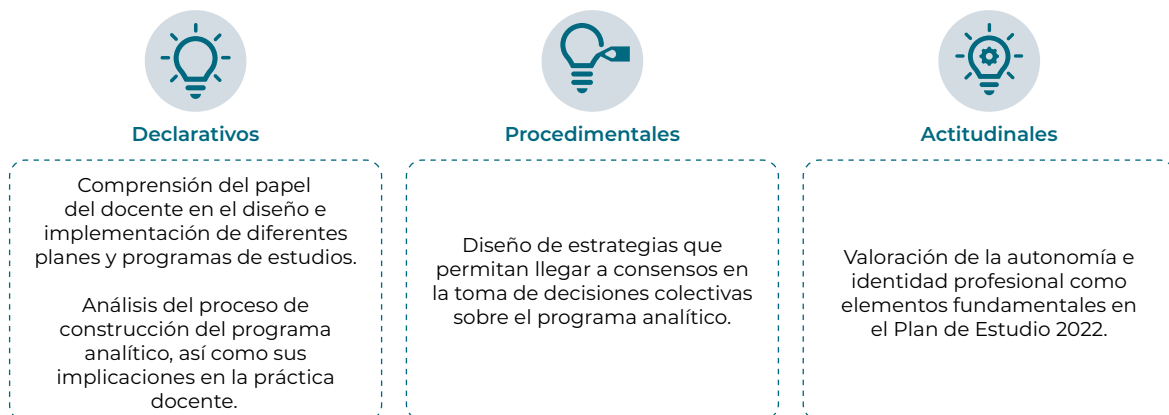 Declarativos
Comprensión del papel
del docente en el diseño e
implementación de diferentes
planes y programas de estudios.
Análisis del proceso de
construcción del programa
analítico, así como sus
implicaciones en la práctica
docente.
Procedimentales
Diseño de estrategias que
permitan llegar a consensos en
la toma de decisiones colectivas
sobre el programa analítico.
Actitudinales
Valoración de la autonomía e
identidad profesional como
elementos fundamentales en
el Plan de Estudio 2022.